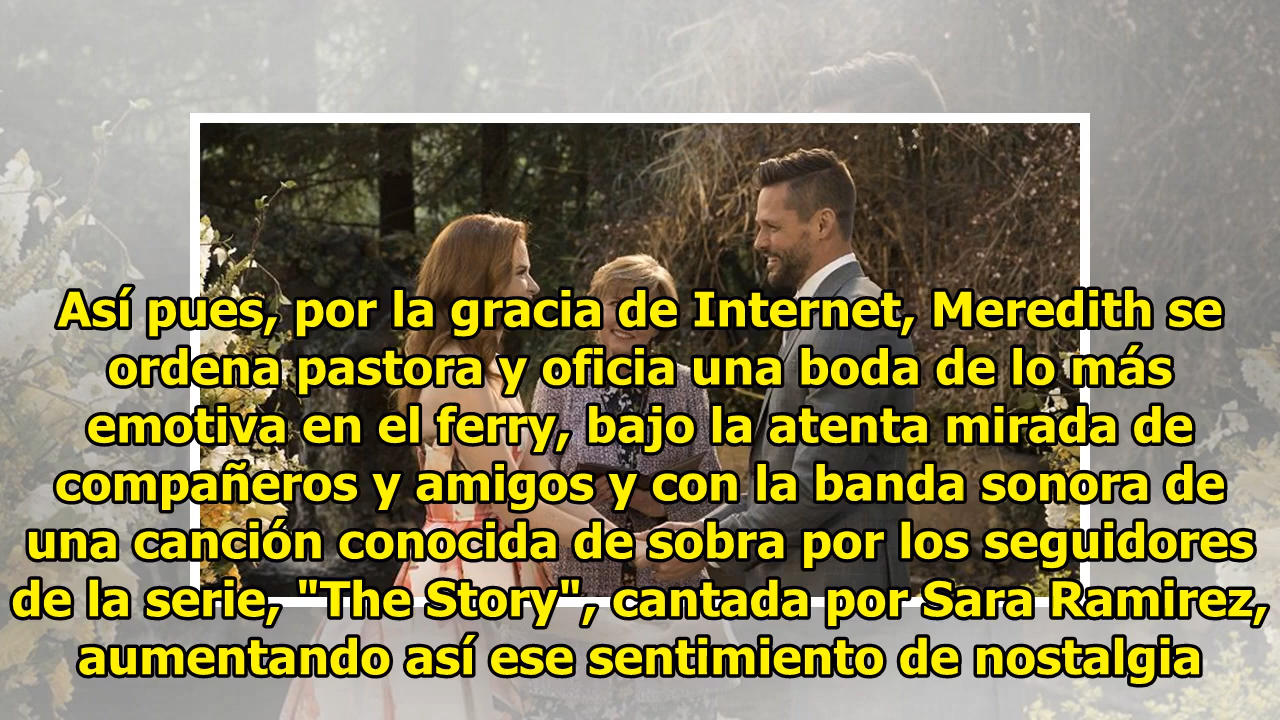 Así pues, por la gracia de Internet, Meredith se
ordena pastora y oficia una boda de lo más
emotiva en el ferry, bajo la atenta mirada de
compañeros y amigos y con la banda sonora de
una canción conocida de sobra por los seguidores
de la serie, "The Story", cantada por Sara Ramirez,
aumentando así ese sentimiento de nostalgia